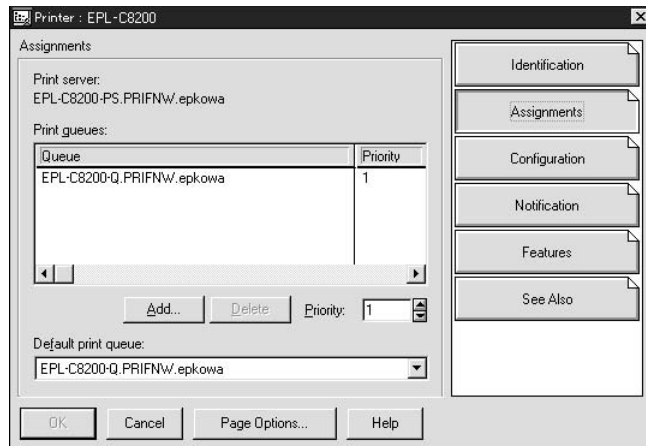 Printer : EPL-C8200
Assignments
Print server:
EPL-C8200-PS.PRIFNW.epkowa
Print queues:
Queue Priority
EPL-C8200-Q.PRIFNW.epkowa 1
Add... Delete Priority: 1
Default print queue:
EPL-C8200-Q.PRIFNW.epkowa
OK Cancel Page Options... Help
Identification
Assignments
Configuration
Notification
Features
See Also